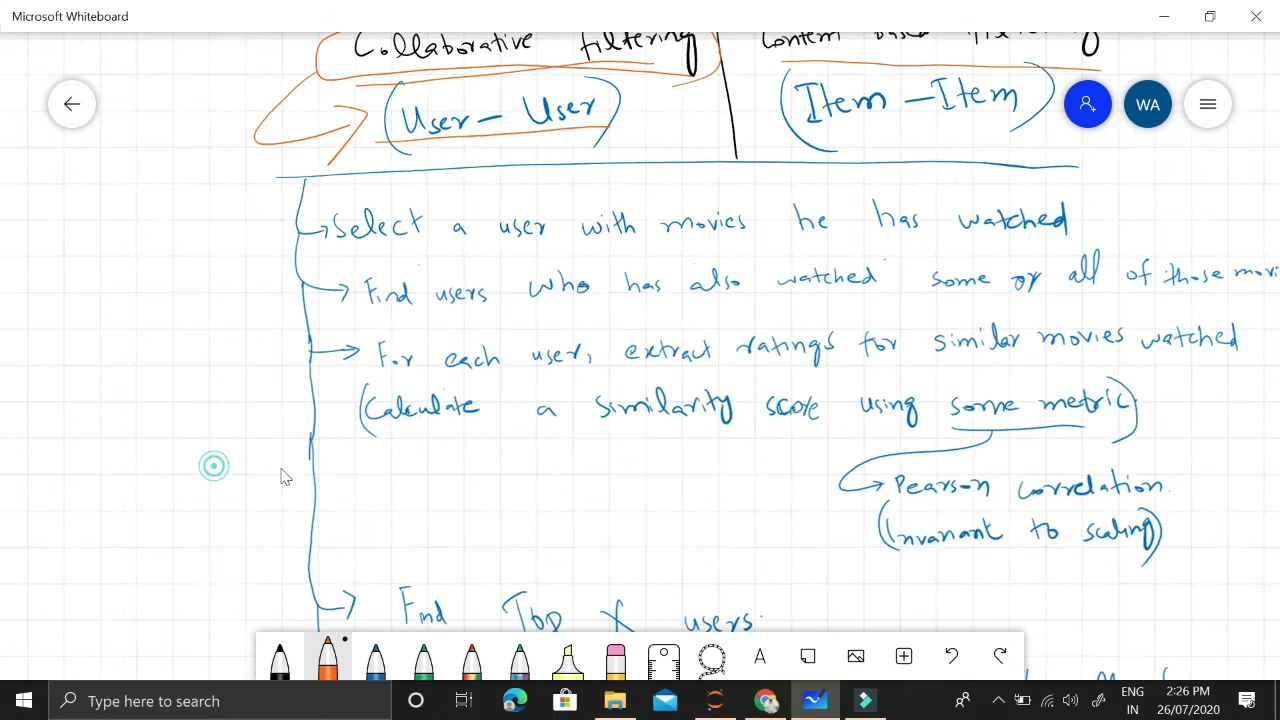 Microsoft Whiteboard
Collaborative filtering
Content based filtering
(User - User)
(Item - Item)
WA
Select a user with movies he has watched
Find users who has also watched some or all of those movi
For each user, extract ratings for similar movies watched
(Calculate a similarity score using some metric)
Pearson correlation.
(Invariant to scaling)
Find Top X users.
A
Type here to search
ENG
IN
2:26 PM
26/07/2020